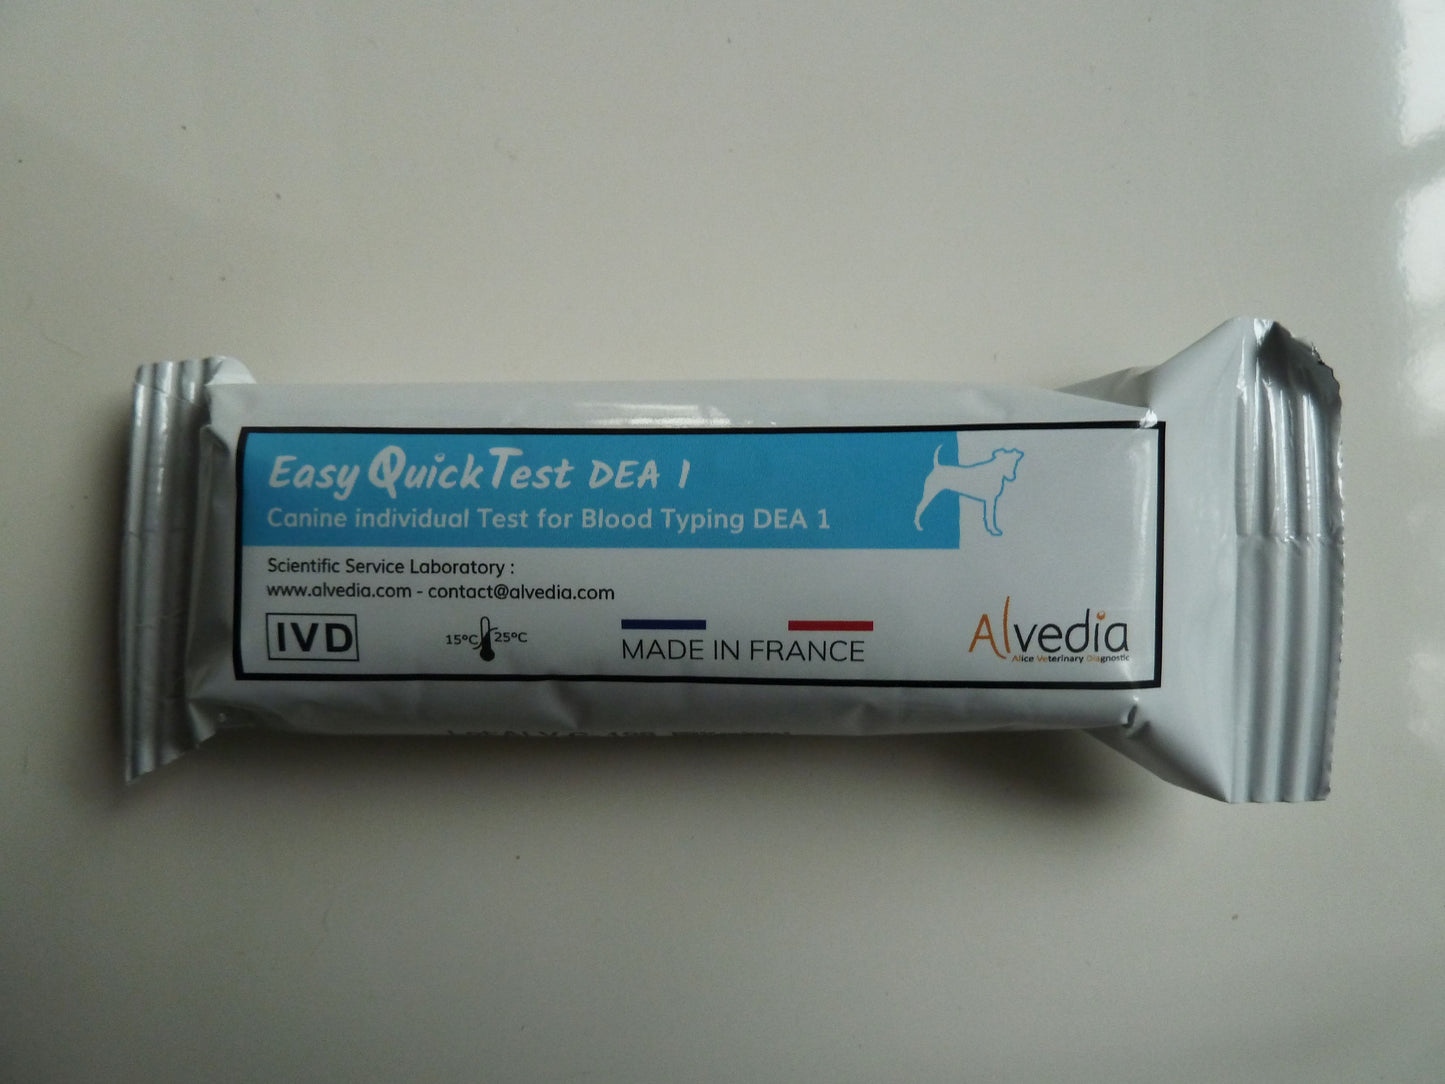 Easy QuickTest DEA 1
Canine individual Test for Blood Typing DEA 1
Scientific Service Laboratory :
www.alvedia.com - contact@alvedia.com
IVD
15°C 25°C
MADE IN FRANCE
Alvedia
Alice Veterinary Diagnostic